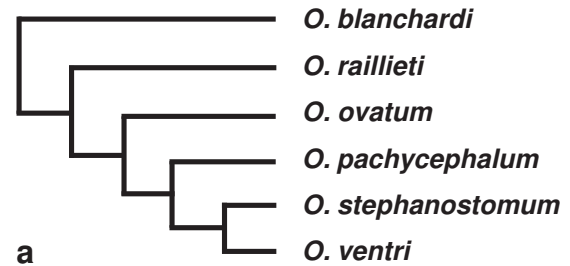 O. blanchardi
O. raillieti
O. ovatum
O. pachycephalum
O. stephanostomum
O. ventri
a